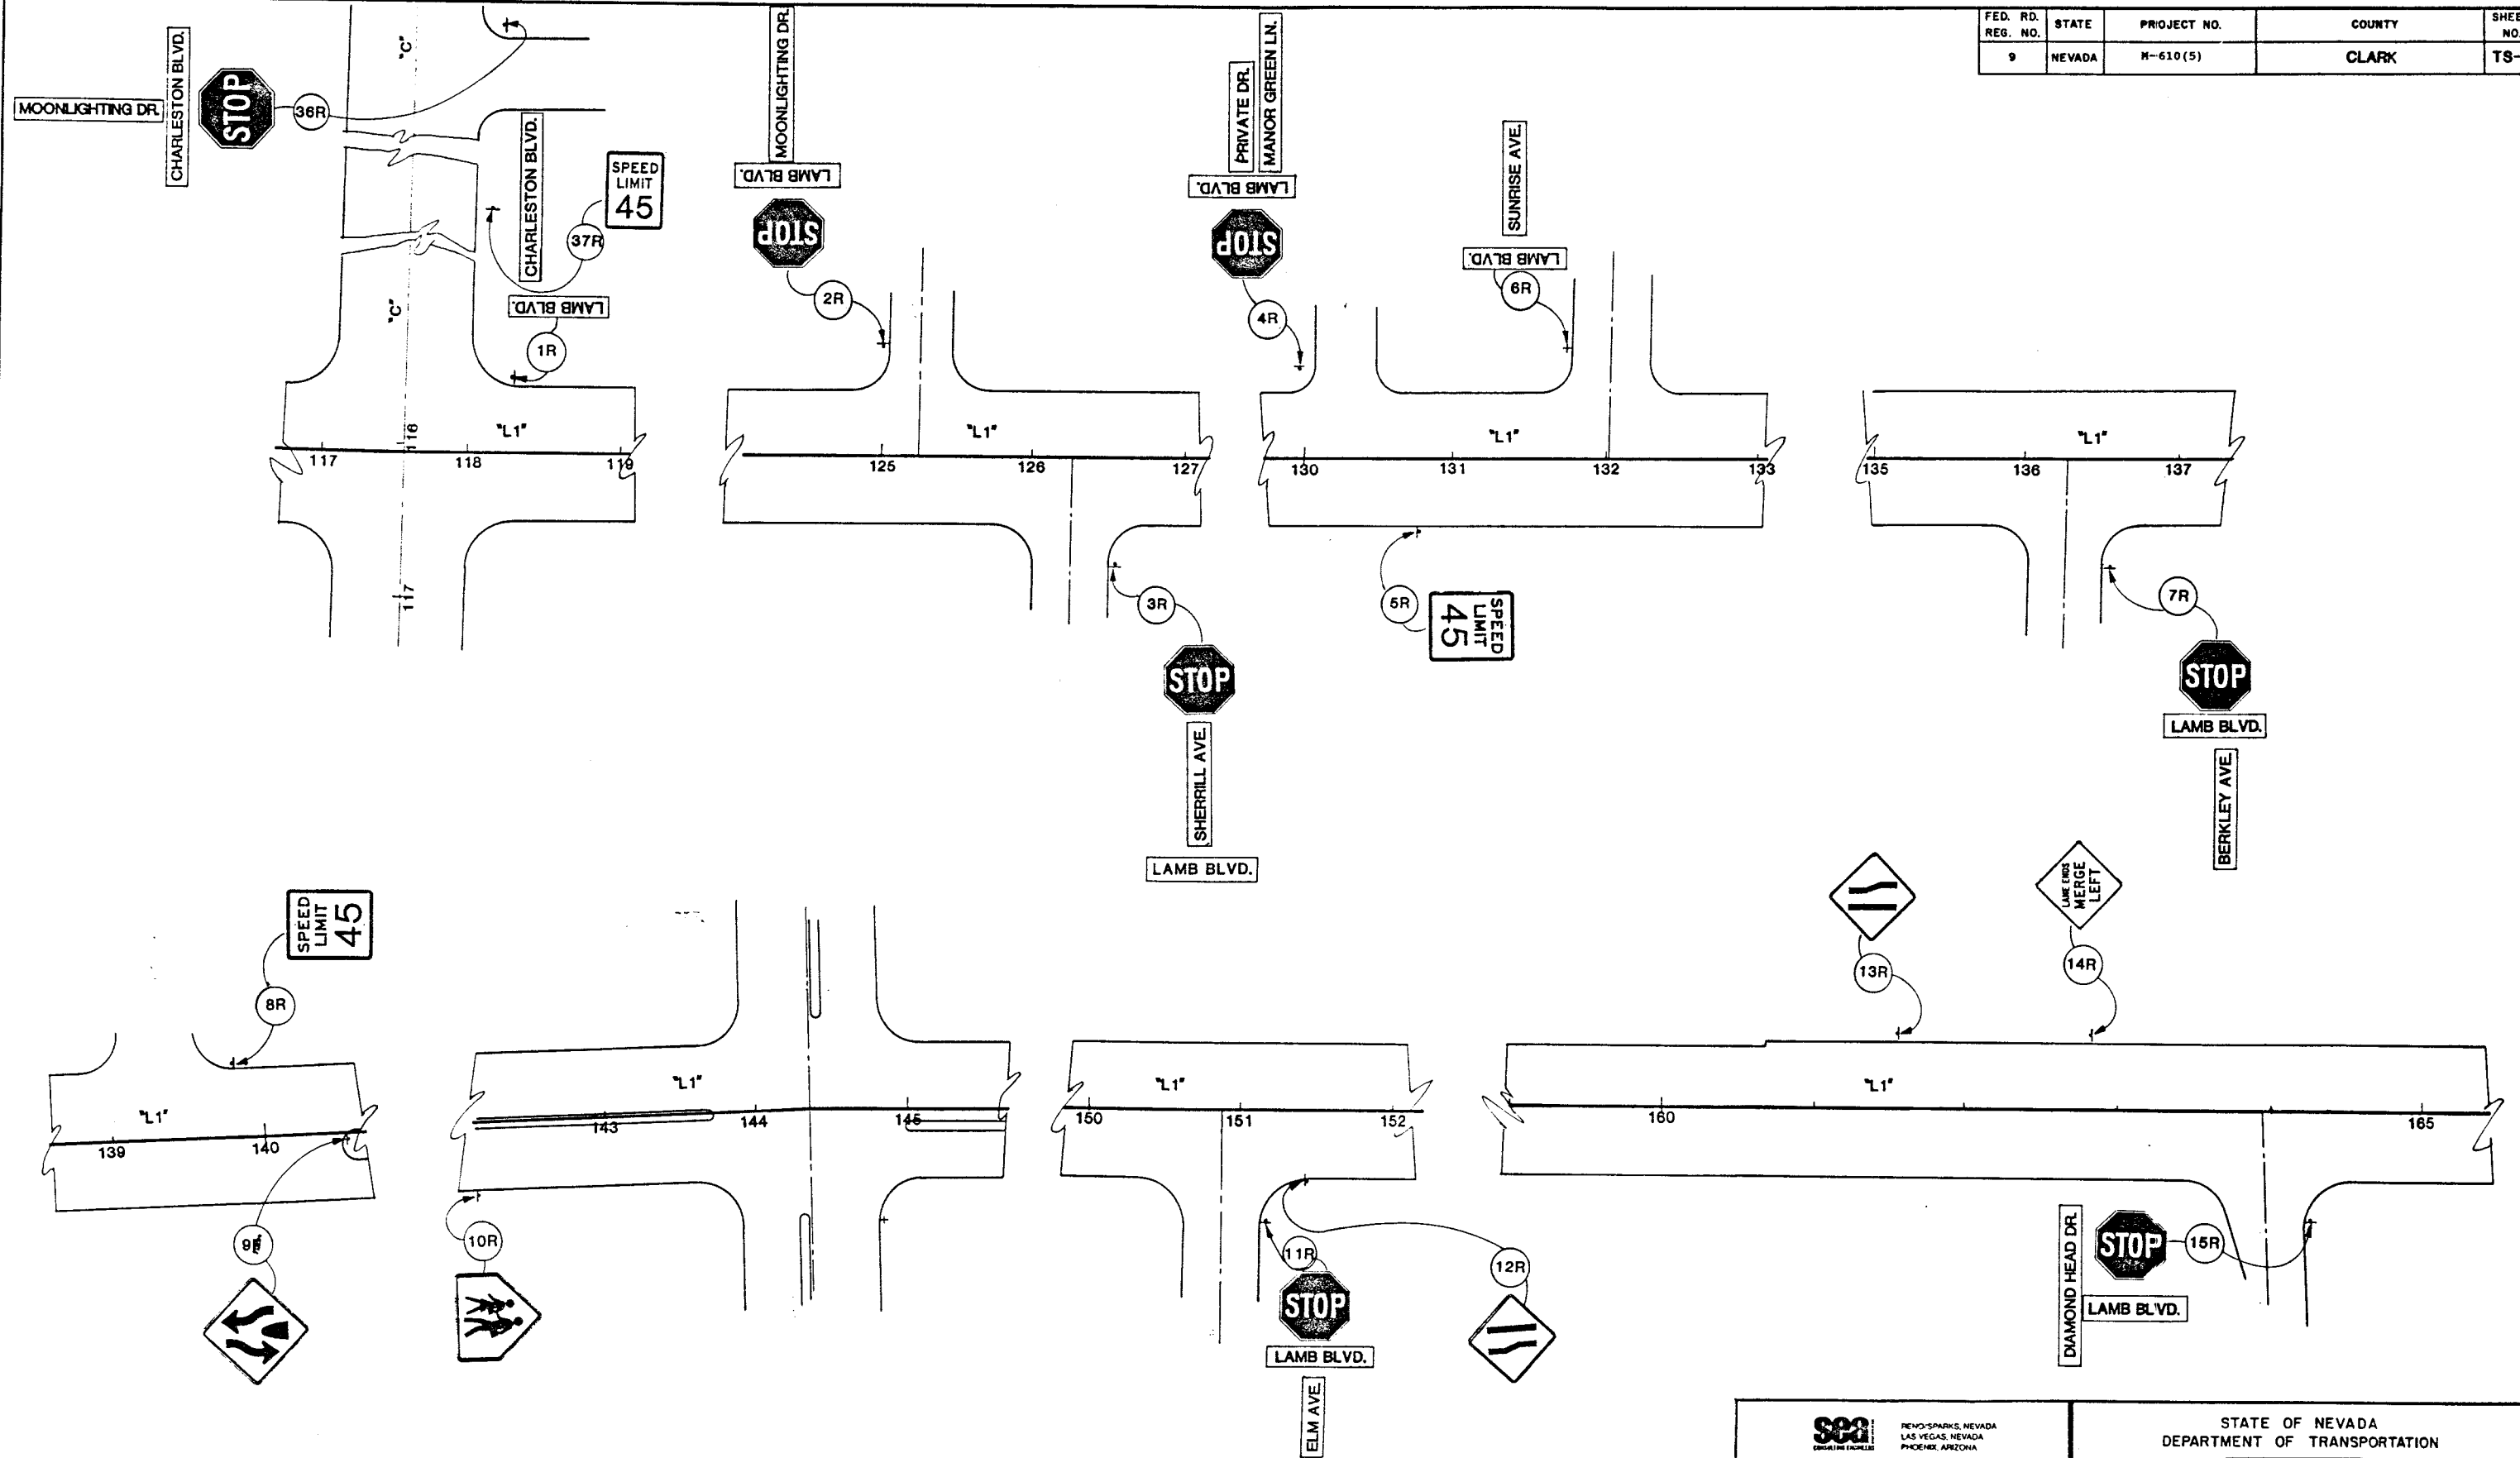 FED. RD. REG. NO.
STATE
PROJECT NO.
COUNTY
9
NEVADA
M-610(5)
CLARK
TS-
MOONLIGHTING DR.
CHARLESTON BLVD.
STOP
36R
"C"
CHARLESTON BLVD.
SPEED
LIMIT
45
37R
"C"
LAMB BLVD.
1R
"L1"
116
117
118
119
117
MOONLIGHTING DR.
LAMB BLVD.
STOP
2R
"L1"
125
126
127
3R
STOP
SHERRILL AVE.
LAMB BLVD.
PRIVATE DR.
MANOR GREEN LN.
LAMB BLVD.
STOP
4R
SUNRISE AVE.
LAMB BLVD.
6R
"L1"
130
131
132
133
5R
SPEED
LIMIT
45
"L1"
135
136
137
7R
STOP
LAMB BLVD.
BERKLEY AVE.
SPEED
LIMIT
45
8R
"L1"
139
140
"L1"
143
144
145
10R
"L1"
150
151
152
11R
STOP
LAMB BLVD.
ELM AVE.
12R
13R
LANE ENDS
MERGE
LEFT
14R
"L1"
160
165
DIAMOND HEAD DR.
STOP
15R
LAMB BLVD.
sea
CONSULTING ENGINEERS
RENO/SPARKS, NEVADA
LAS VEGAS, NEVADA
PHOENIX, ARIZONA
STATE OF NEVADA
DEPARTMENT OF TRANSPORTATION